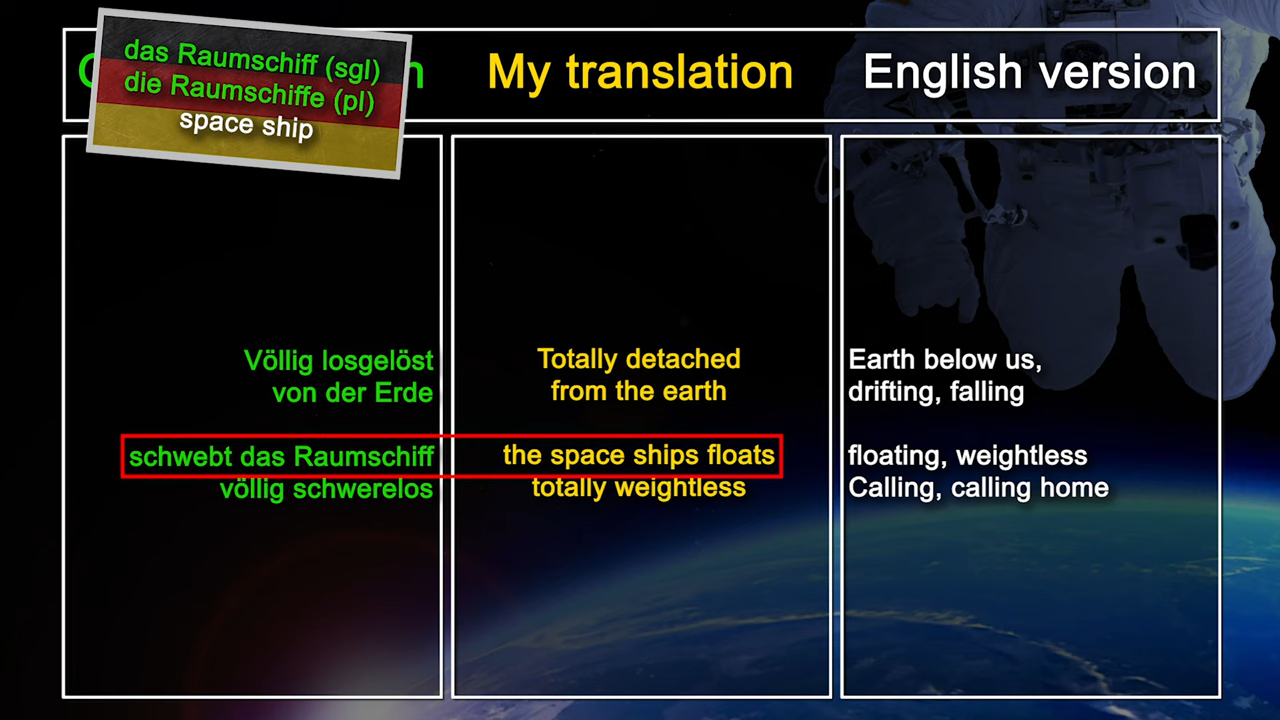 das Raumschiff (sgl)
die Raumschiffe (pl)
space ship
My translation
English version
Völlig losgelöst
von der Erde
schwebt das Raumschiff
völlig schwerelos
Totally detached
from the earth
the space ships floats
totally weightless
Earth below us,
drifting, falling
floating, weightless
Calling, calling home